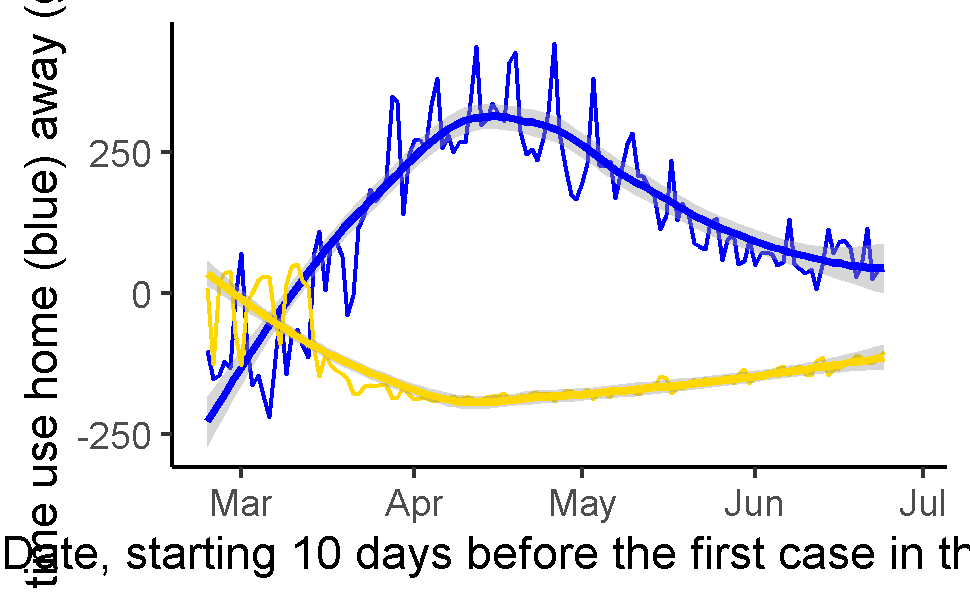 time use home (blue) away (
250
0
-250
Mar Apr May Jun Jul
Date, starting 10 days before the first case in th